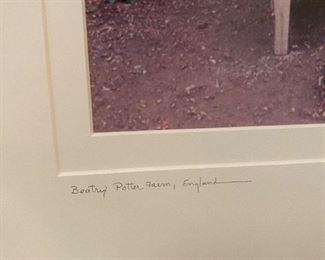 Beatrix Potter Farm, England